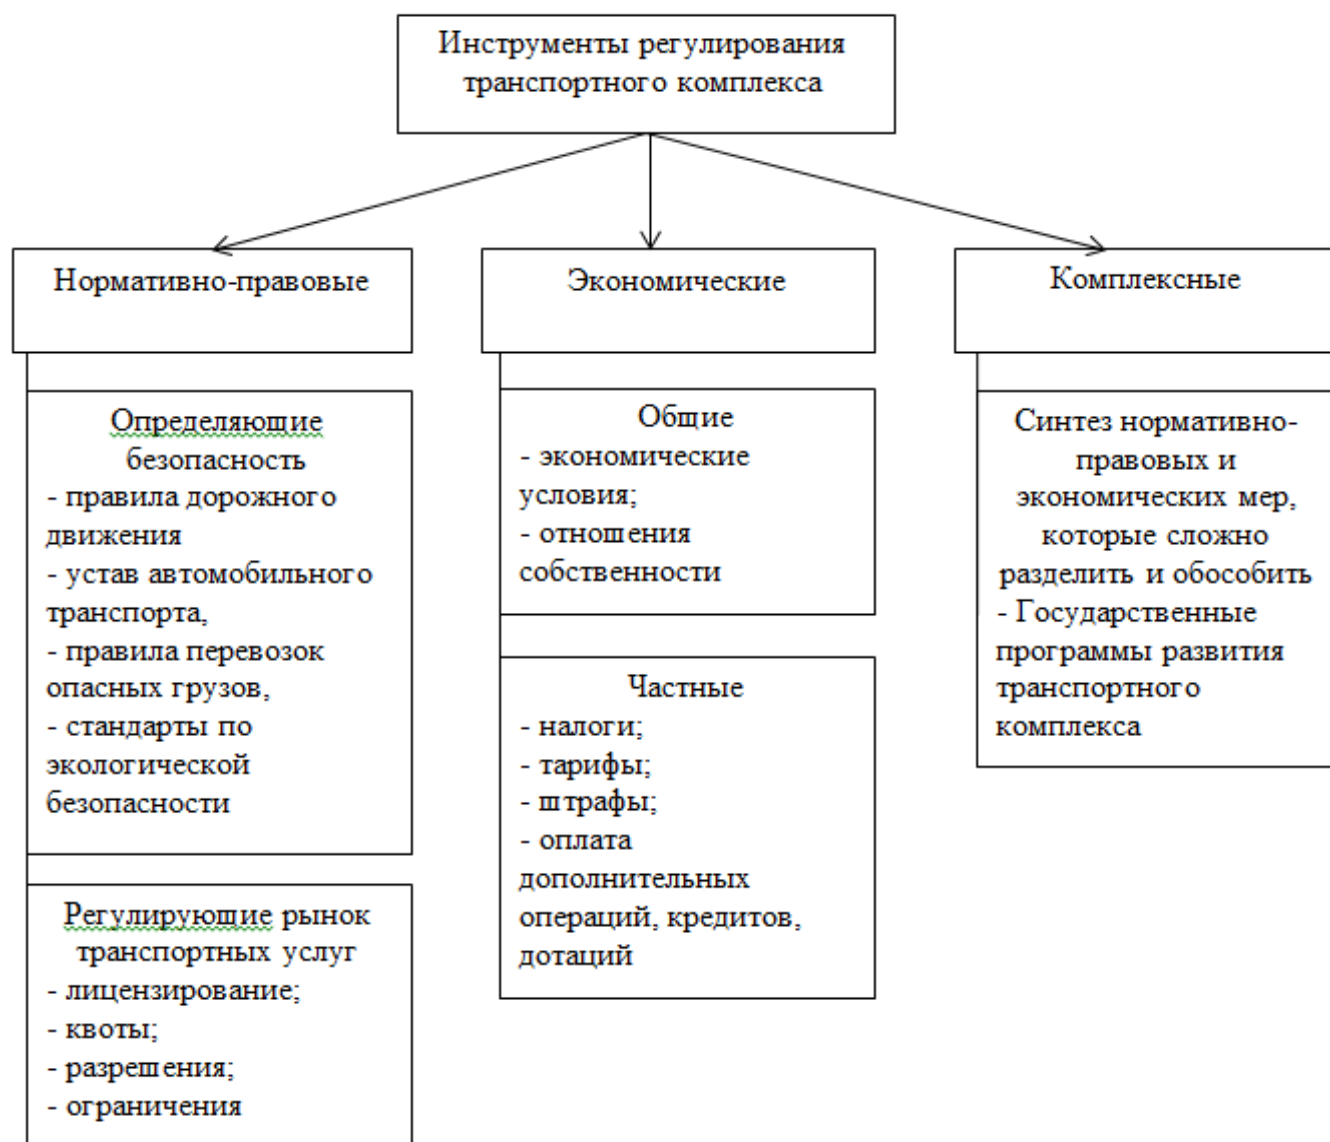 Инструменты регулирования
транспортного комплекса
Нормативно-правовые
Определяющие
безопасность
- правила дорожного
движения
- устав автомобильного
транспорта,
- правила перевозок
опасных грузов,
- стандарты по
экологической
безопасности
Регулирующие рынок
транспортных услуг
- лицензирование;
- квоты;
- разрешения;
- ограничения
Экономические
Общие
- экономические
условия;
- отношения
собственности
Частные
- налоги;
- тарифы;
- штрафы;
- оплата
дополнительных
операций, кредитов,
дотаций
Комплексные
Синтез нормативно-
правовых и
экономических мер,
которые сложно
разделить и обособить
- Государственные
программы развития
транспортного
комплекса